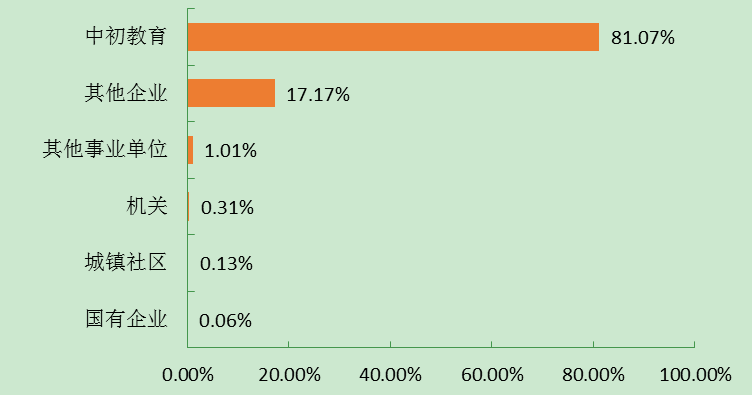 中初教育 81.07%
其他企业 17.17%
其他事业单位 1.01%
机关 0.31%
城镇社区 0.13%
国有企业 0.06%
0.00% 20.00% 40.00% 60.00% 80.00% 100.00%